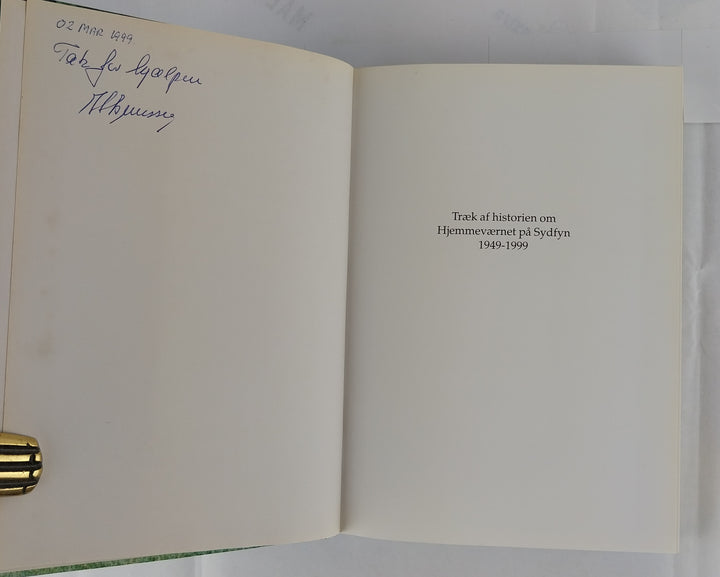 02 MAR 1999
Tak for hjælpen
Træk af historien om
Hjemmeværnet på Sydfyn
1949-1999